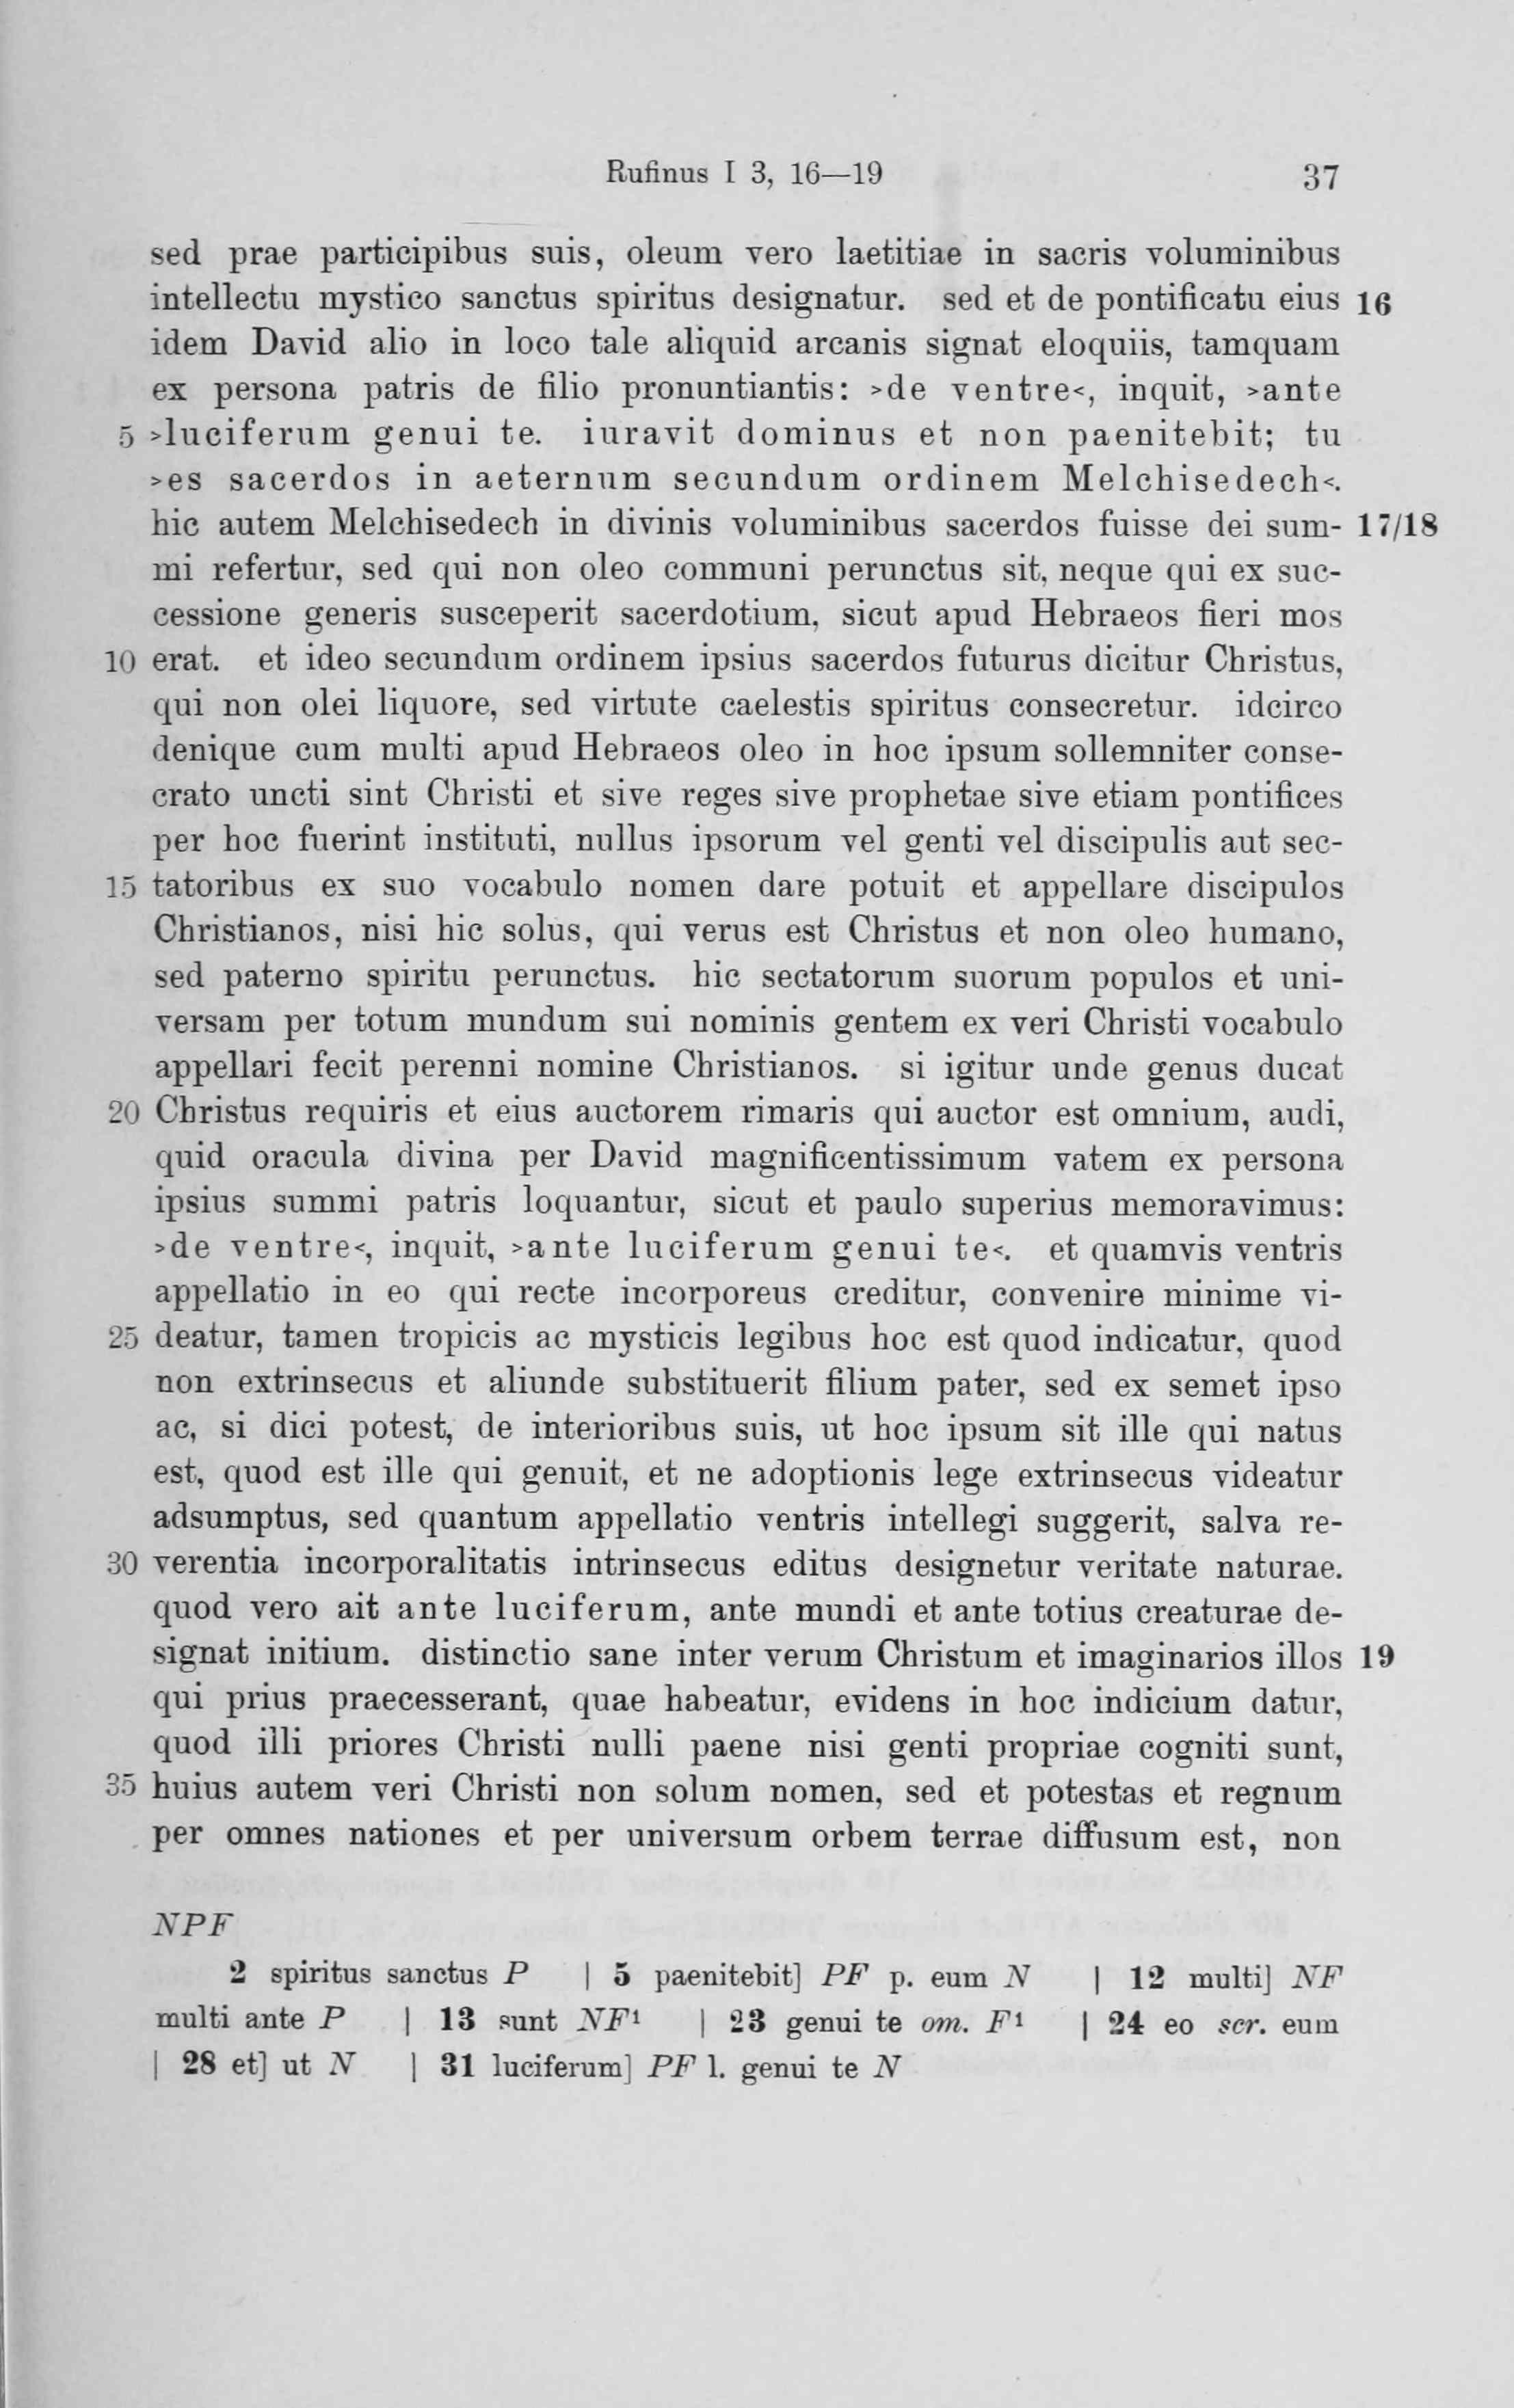 Rufinus I 3, 16—19 37
sed prae participibus suis, oleum vero laetitiae in sacris voluminibus
intellectu mystico sanctus spiritus designatur. sed et de pontificatu eius 16
idem David alio in loco tale aliquid arcanis signat eloquiis, tamquam
ex persona patris de filio pronuntiantis: >de ventre<, inquit, >ante
5 >luciferum genui te. iuravit dominus et non paenitebit; tu
>es sacerdos in aeternum secundum ordinem Melchisedech<.
hic autem Melchisedech in divinis voluminibus sacerdos fuisse dei sum- 17/18
mi refertur, sed qui non oleo communi perunctus sit, neque qui ex suc-
cessione generis susceperit sacerdotium, sicut apud Hebraeos fieri mos
10 erat. et ideo secundum ordinem ipsius sacerdos futurus dicitur Christus,
qui non olei liquore, sed virtute caelestis spiritus consecretur. idcirco
denique cum multi apud Hebraeos oleo in hoc ipsum sollemniter conse-
crato uncti sint Christi et sive reges sive prophetae sive etiam pontifices
per hoc fuerint instituti, nullus ipsorum vel genti vel discipulis aut sec-
15 tatoribus ex suo vocabulo nomen dare potuit et appellare discipulos
Christianos, nisi hic solus, qui verus est Christus et non oleo humano,
sed paterno spiritu perunctus. hic sectatorum suorum populos et uni-
versam per totum mundum sui nominis gentem ex veri Christi vocabulo
appellari fecit perenni nomine Christianos. si igitur unde genus ducat
20 Christus requiris et eius auctorem rimaris qui auctor est omnium, audi,
quid oracula divina per David magnificentissimum vatem ex persona
ipsius summi patris loquantur, sicut et paulo superius memoravimus:
>de ventre<, inquit, >ante luciferum genui te<. et quamvis ventris
appellatio in eo qui recte incorporeus creditur, convenire minime vi-
25 deatur, tamen tropicis ac mysticis legibus hoc est quod indicatur, quod
non extrinsecus et aliunde substituerit filium pater, sed ex semet ipso
ac, si dici potest, de interioribus suis, ut hoc ipsum sit ille qui natus
est, quod est ille qui genuit, et ne adoptionis lege extrinsecus videatur
adsumptus, sed quantum appellatio ventris intellegi suggerit, salva re-
30 verentia incorporalitatis intrinsecus editus designetur veritate naturae.
quod vero ait ante luciferum, ante mundi et ante totius creaturae de-
signat initium. distinctio sane inter verum Christum et imaginarios illos 19
qui prius praecesserant, quae habeatur, evidens in hoc indicium datur,
quod illi priores Christi nulli paene nisi genti propriae cogniti sunt,
35 huius autem veri Christi non solum nomen, sed et potestas et regnum
per omnes nationes et per universum orbem terrae diffusum est, non
NPF
2 spiritus sanctus P | 5 paenitebit] PF p. eum N | 12 multi] NF
multi ante P | 13 sunt NF¹ | 23 genui te om. F¹ | 24 eo scr. eum
| 28 et] ut N | 31 luciferum] PF l. genui te N